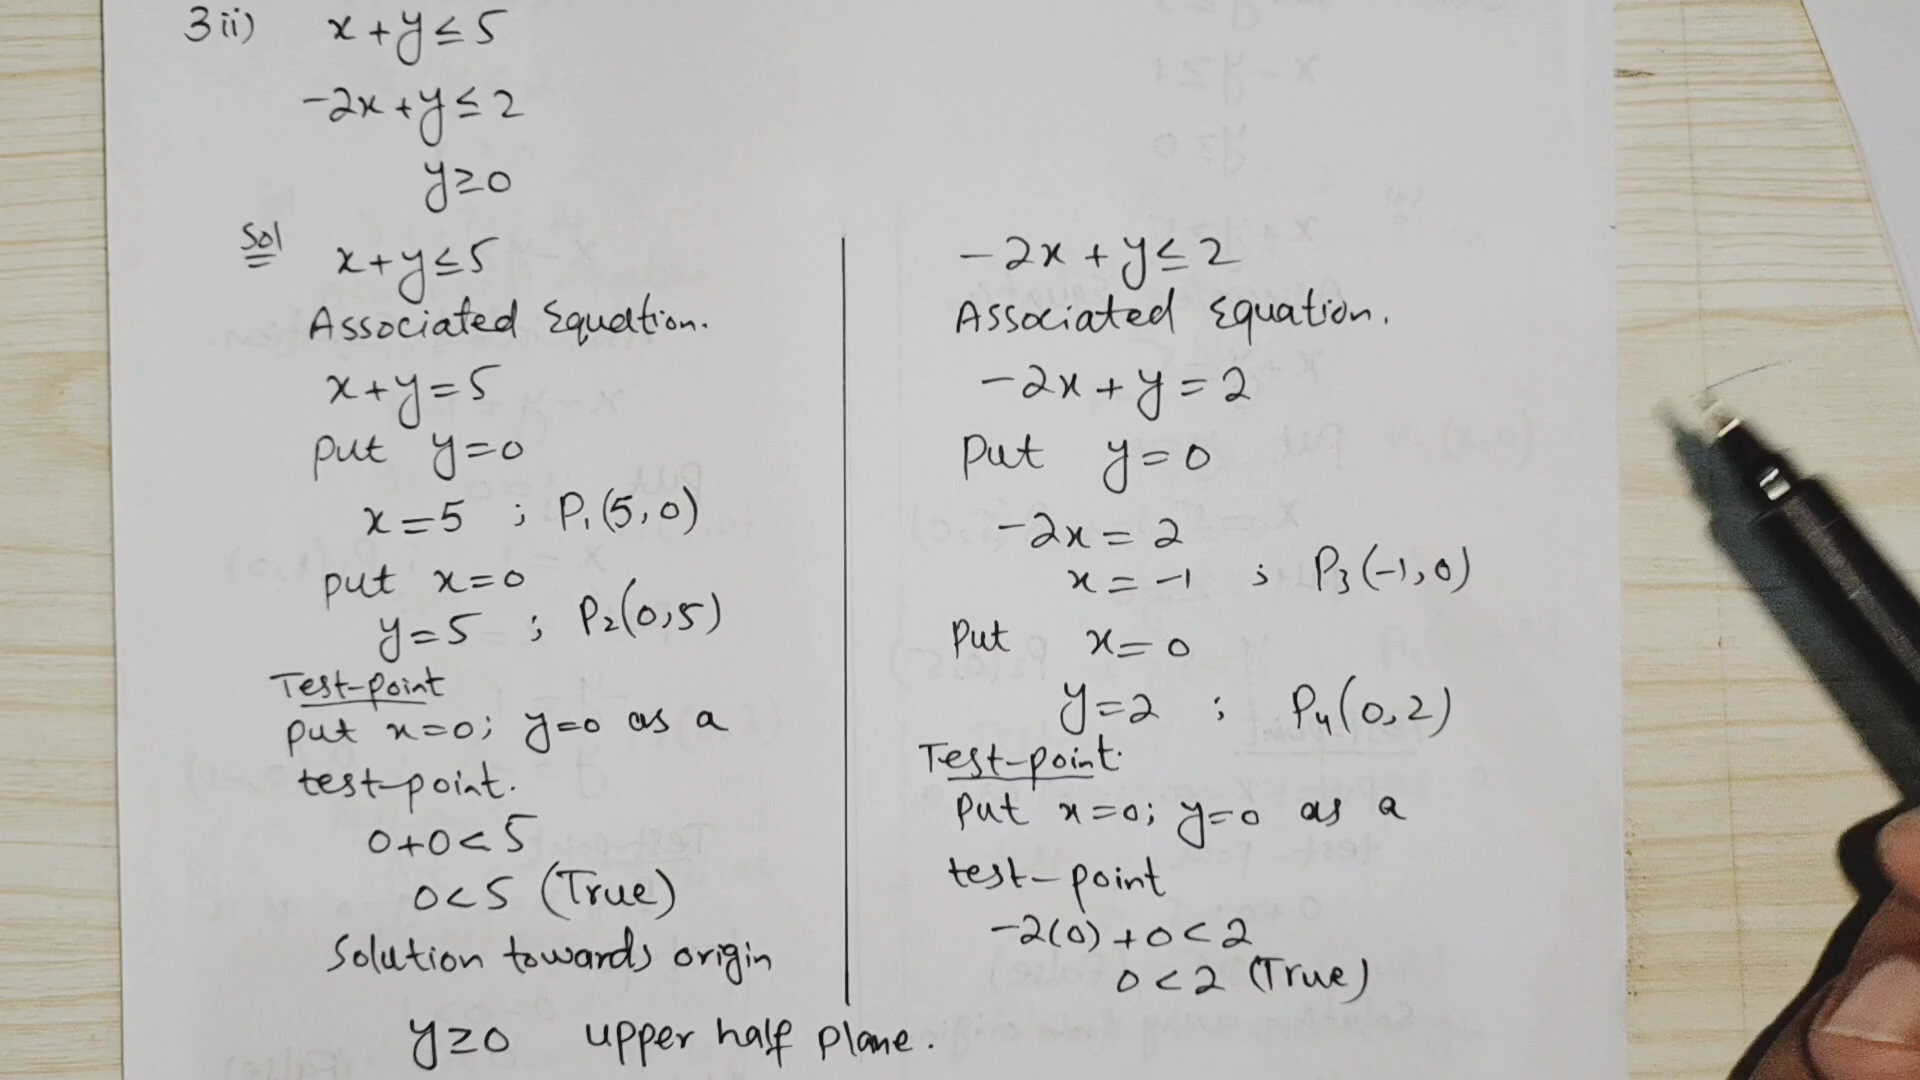 3 ii) x + y ≤ 5
-2x + y ≤ 2
y ≥ 0
Sol
x + y ≤ 5
Associated Equation.
x + y = 5
put y = 0
x = 5 ; P₁(5,0)
put x = 0
y = 5 ; P₂(0,5)
Test-point
put x=0; y=0 as a
test-point.
0+0 < 5
0 < 5 (True)
Solution towards origin
-2x + y ≤ 2
Associated Equation.
-2x + y = 2
Put y = 0
-2x = 2
x = -1 ; P₃(-1,0)
Put x = 0
y = 2 ; P₄(0,2)
Test-point.
Put x=0; y=0 as a
test-point
-2(0)+0 < 2
0 < 2 (True)
y ≥ 0 upper half plane.